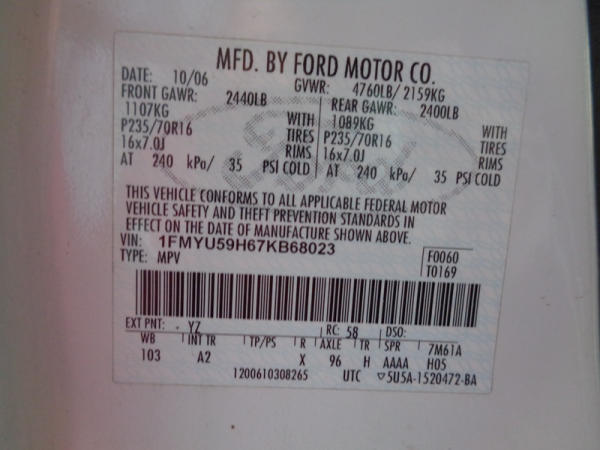 MFD. BY FORD MOTOR CO.
DATE: 10/06 GVWR: 4760LB/ 2159KG
FRONT GAWR: 2440LB REAR GAWR: 2400LB
1107KG WITH 1089KG WITH
P235/70R16 TIRES P235/70R16 TIRES
16x7.0J RIMS 16x7.0J RIMS
AT 240 kPa/ 35 PSI COLD AT 240 kPa/ 35 PSI COLD
Ford
THIS VEHICLE CONFORMS TO ALL APPLICABLE FEDERAL MOTOR
VEHICLE SAFETY AND THEFT PREVENTION STANDARDS IN
EFFECT ON THE DATE OF MANUFACTURE SHOWN ABOVE.
VIN: 1FMYU59H67KB68023 F0060
TYPE: MPV T0169
EXT PNT: YZ RC: 58 DSO:
WB INT TR TP/PS R AXLE TR SPR 7M61A
103 A2 X 96 H AAAA H05
1200610308265 UTC ▽5U5A-1520472-BA